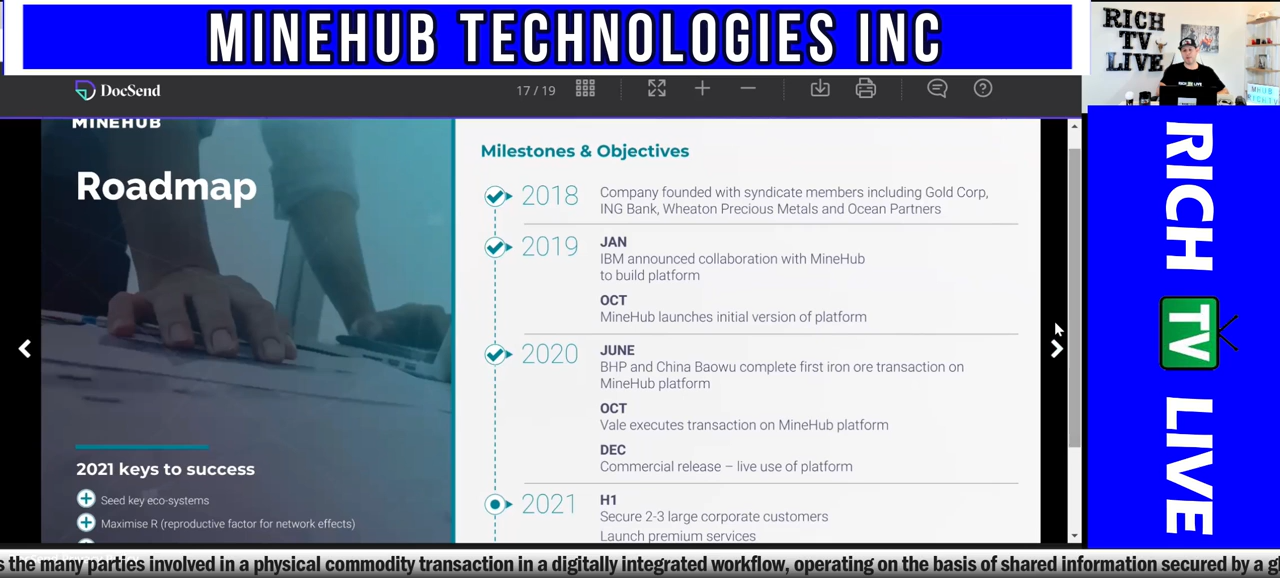 MINEHUB TECHNOLOGIES INC
RICH
TV
LIVE
DocSend
17 / 19
MINEHUB
Roadmap
2021 keys to success
Seed key eco-systems
Maximise R (reproductive factor for network effects)
Milestones & Objectives
2018
Company founded with syndicate members including Gold Corp,
ING Bank, Wheaton Precious Metals and Ocean Partners
2019
JAN
IBM announced collaboration with MineHub
to build platform
OCT
MineHub launches initial version of platform
2020
JUNE
BHP and China Baowu complete first iron ore transaction on
MineHub platform
OCT
Vale executes transaction on MineHub platform
DEC
Commercial release – live use of platform
2021
H1
Secure 2-3 large corporate customers
Launch premium services
RICH TV LIVE
s the many parties involved in a physical commodity transaction in a digitally integrated workflow, operating on the basis of shared information secured by a g